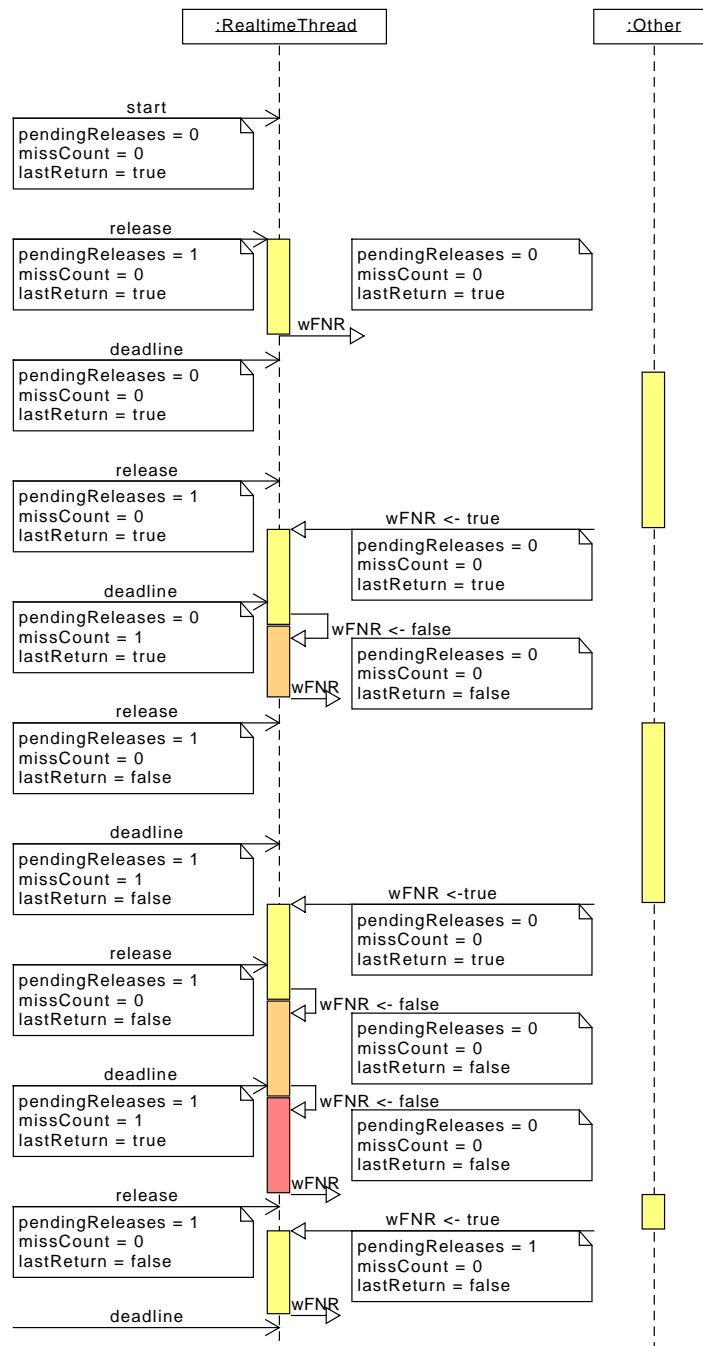 :RealtimeThread
:Other
start
pendingReleases = 0
missCount = 0
lastReturn = true
release
pendingReleases = 1
missCount = 0
lastReturn = true
pendingReleases = 0
missCount = 0
lastReturn = true
wFNR
deadline
pendingReleases = 0
missCount = 0
lastReturn = true
release
pendingReleases = 1
missCount = 0
lastReturn = true
wFNR <- true
pendingReleases = 0
missCount = 0
lastReturn = true
deadline
pendingReleases = 0
missCount = 1
lastReturn = true
wFNR <- false
pendingReleases = 0
missCount = 0
lastReturn = false
wFNR
release
pendingReleases = 1
missCount = 0
lastReturn = false
deadline
pendingReleases = 1
missCount = 1
lastReturn = false
wFNR <-true
pendingReleases = 0
missCount = 0
lastReturn = true
release
pendingReleases = 1
missCount = 0
lastReturn = false
wFNR <- false
pendingReleases = 0
missCount = 0
lastReturn = false
deadline
pendingReleases = 1
missCount = 1
lastReturn = true
wFNR <- false
pendingReleases = 0
missCount = 0
lastReturn = false
wFNR
release
pendingReleases = 1
missCount = 0
lastReturn = false
wFNR <- true
pendingReleases = 1
missCount = 0
lastReturn = false
wFNR
deadline